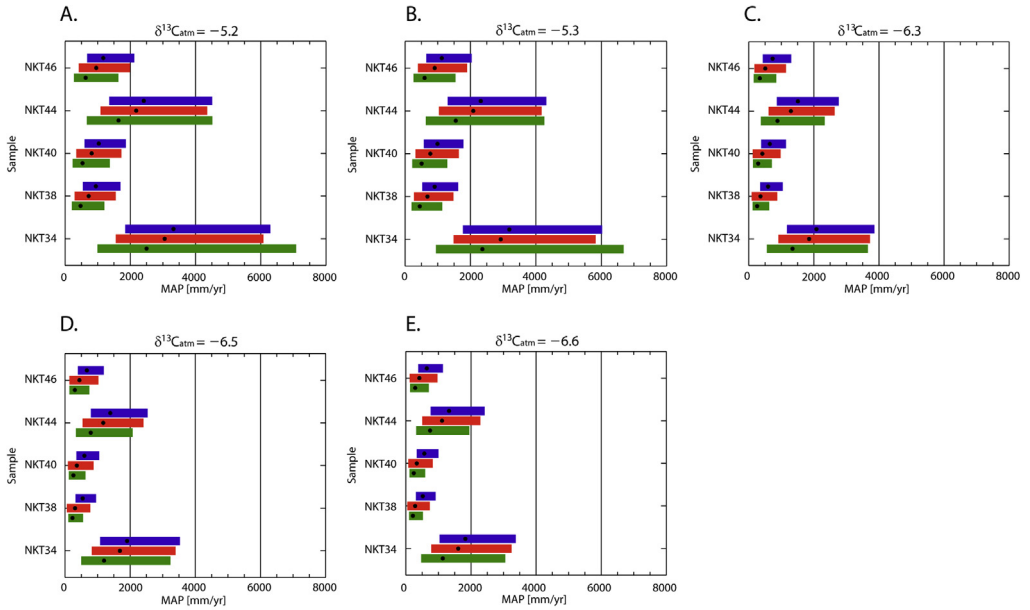 A.
δ13Catm = −5.2
Sample
NKT46
NKT44
NKT40
NKT38
NKT34
0 2000 4000 6000 8000
MAP [mm/yr]
B.
δ13Catm = −5.3
Sample
NKT46
NKT44
NKT40
NKT38
NKT34
0 2000 4000 6000 8000
MAP [mm/yr]
C.
δ13Catm = −6.3
Sample
NKT46
NKT44
NKT40
NKT38
NKT34
0 2000 4000 6000 8000
MAP [mm/yr]
D.
δ13Catm = −6.5
Sample
NKT46
NKT44
NKT40
NKT38
NKT34
0 2000 4000 6000 8000
MAP [mm/yr]
E.
δ13Catm = −6.6
Sample
NKT46
NKT44
NKT40
NKT38
NKT34
0 2000 4000 6000 8000
MAP [mm/yr]